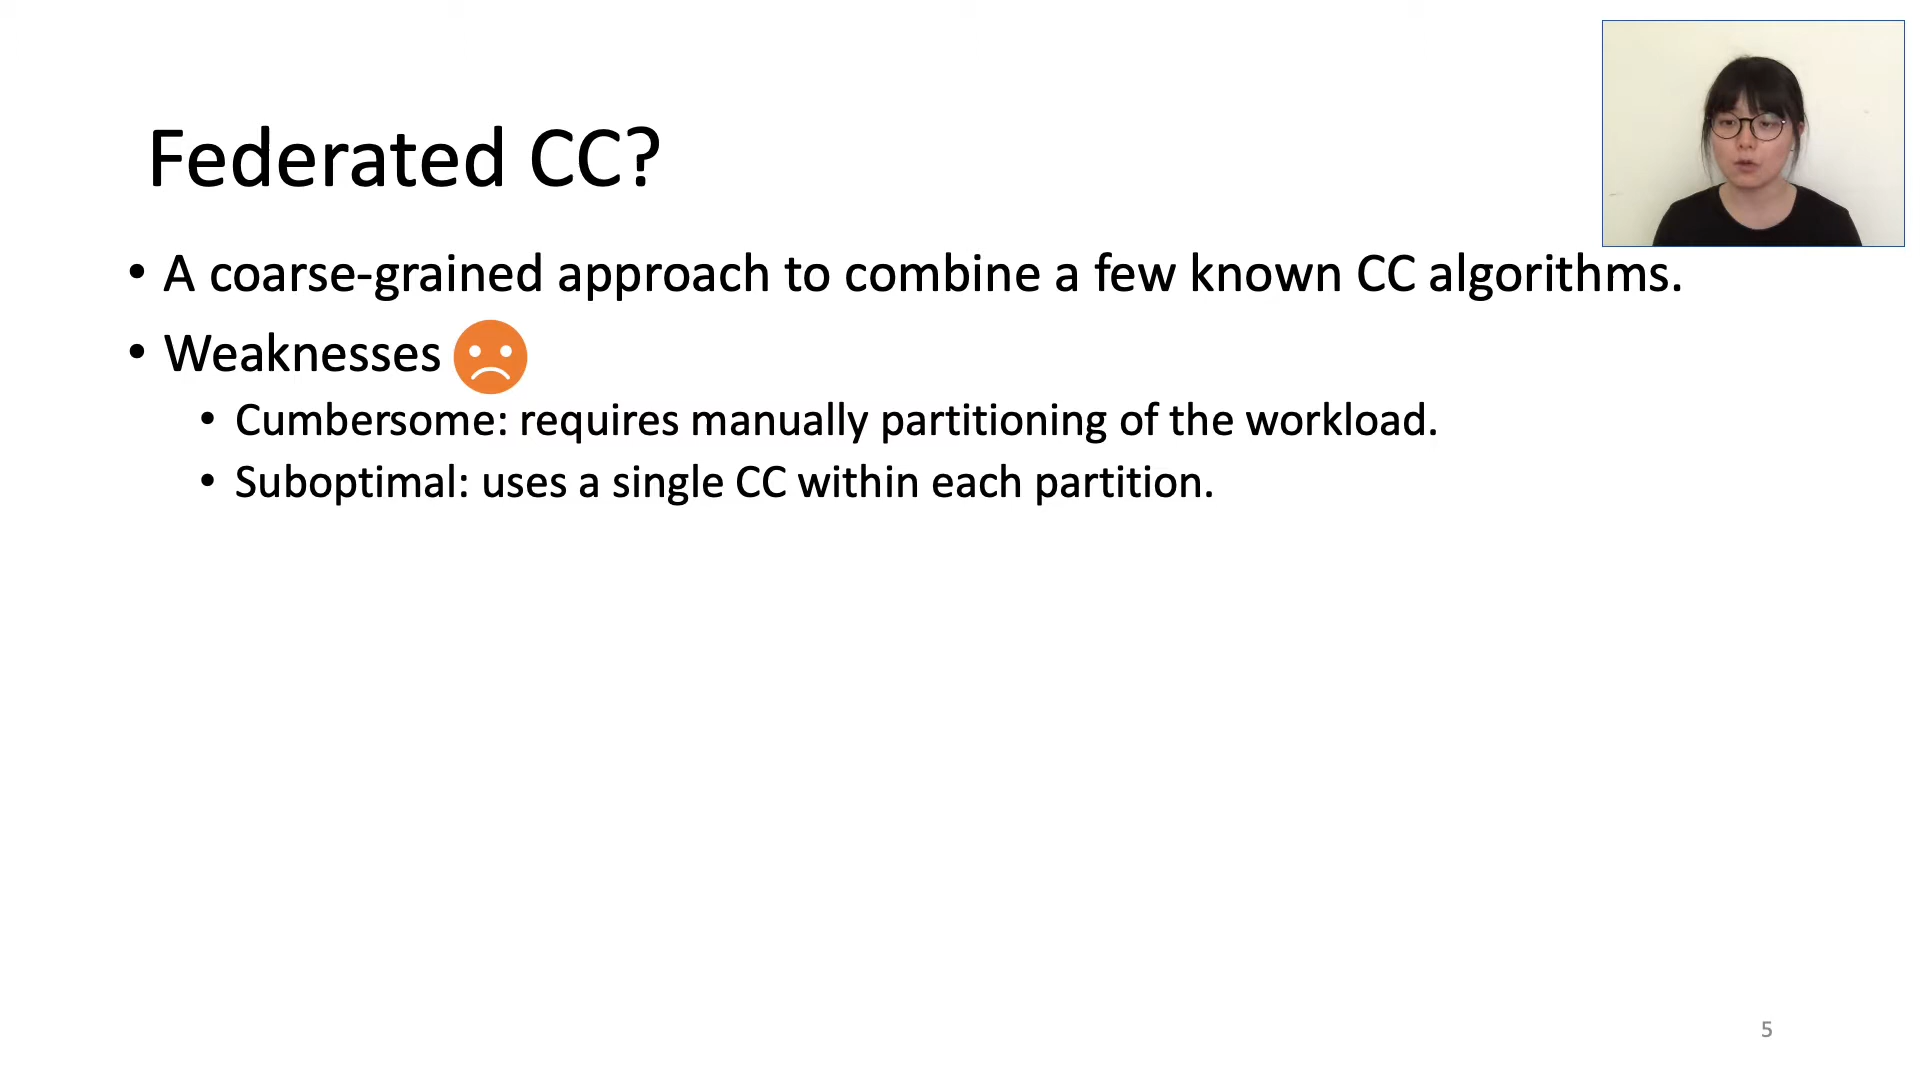 Federated CC?
• A coarse-grained approach to combine a few known CC algorithms.
• Weaknesses
• Cumbersome: requires manually partitioning of the workload.
• Suboptimal: uses a single CC within each partition.
5